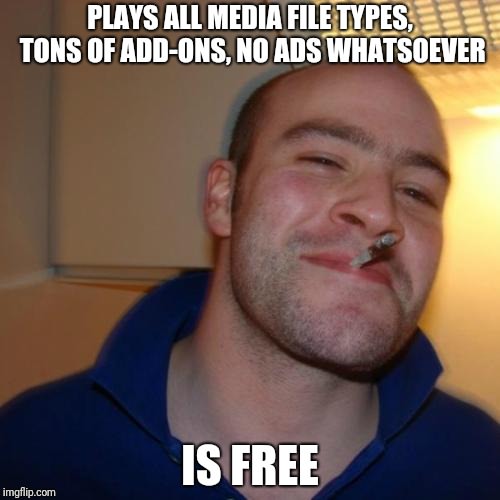 PLAYS ALL MEDIA FILE TYPES,
TONS OF ADD-ONS, NO ADS WHATSOEVER
IS FREE
imgflip.com